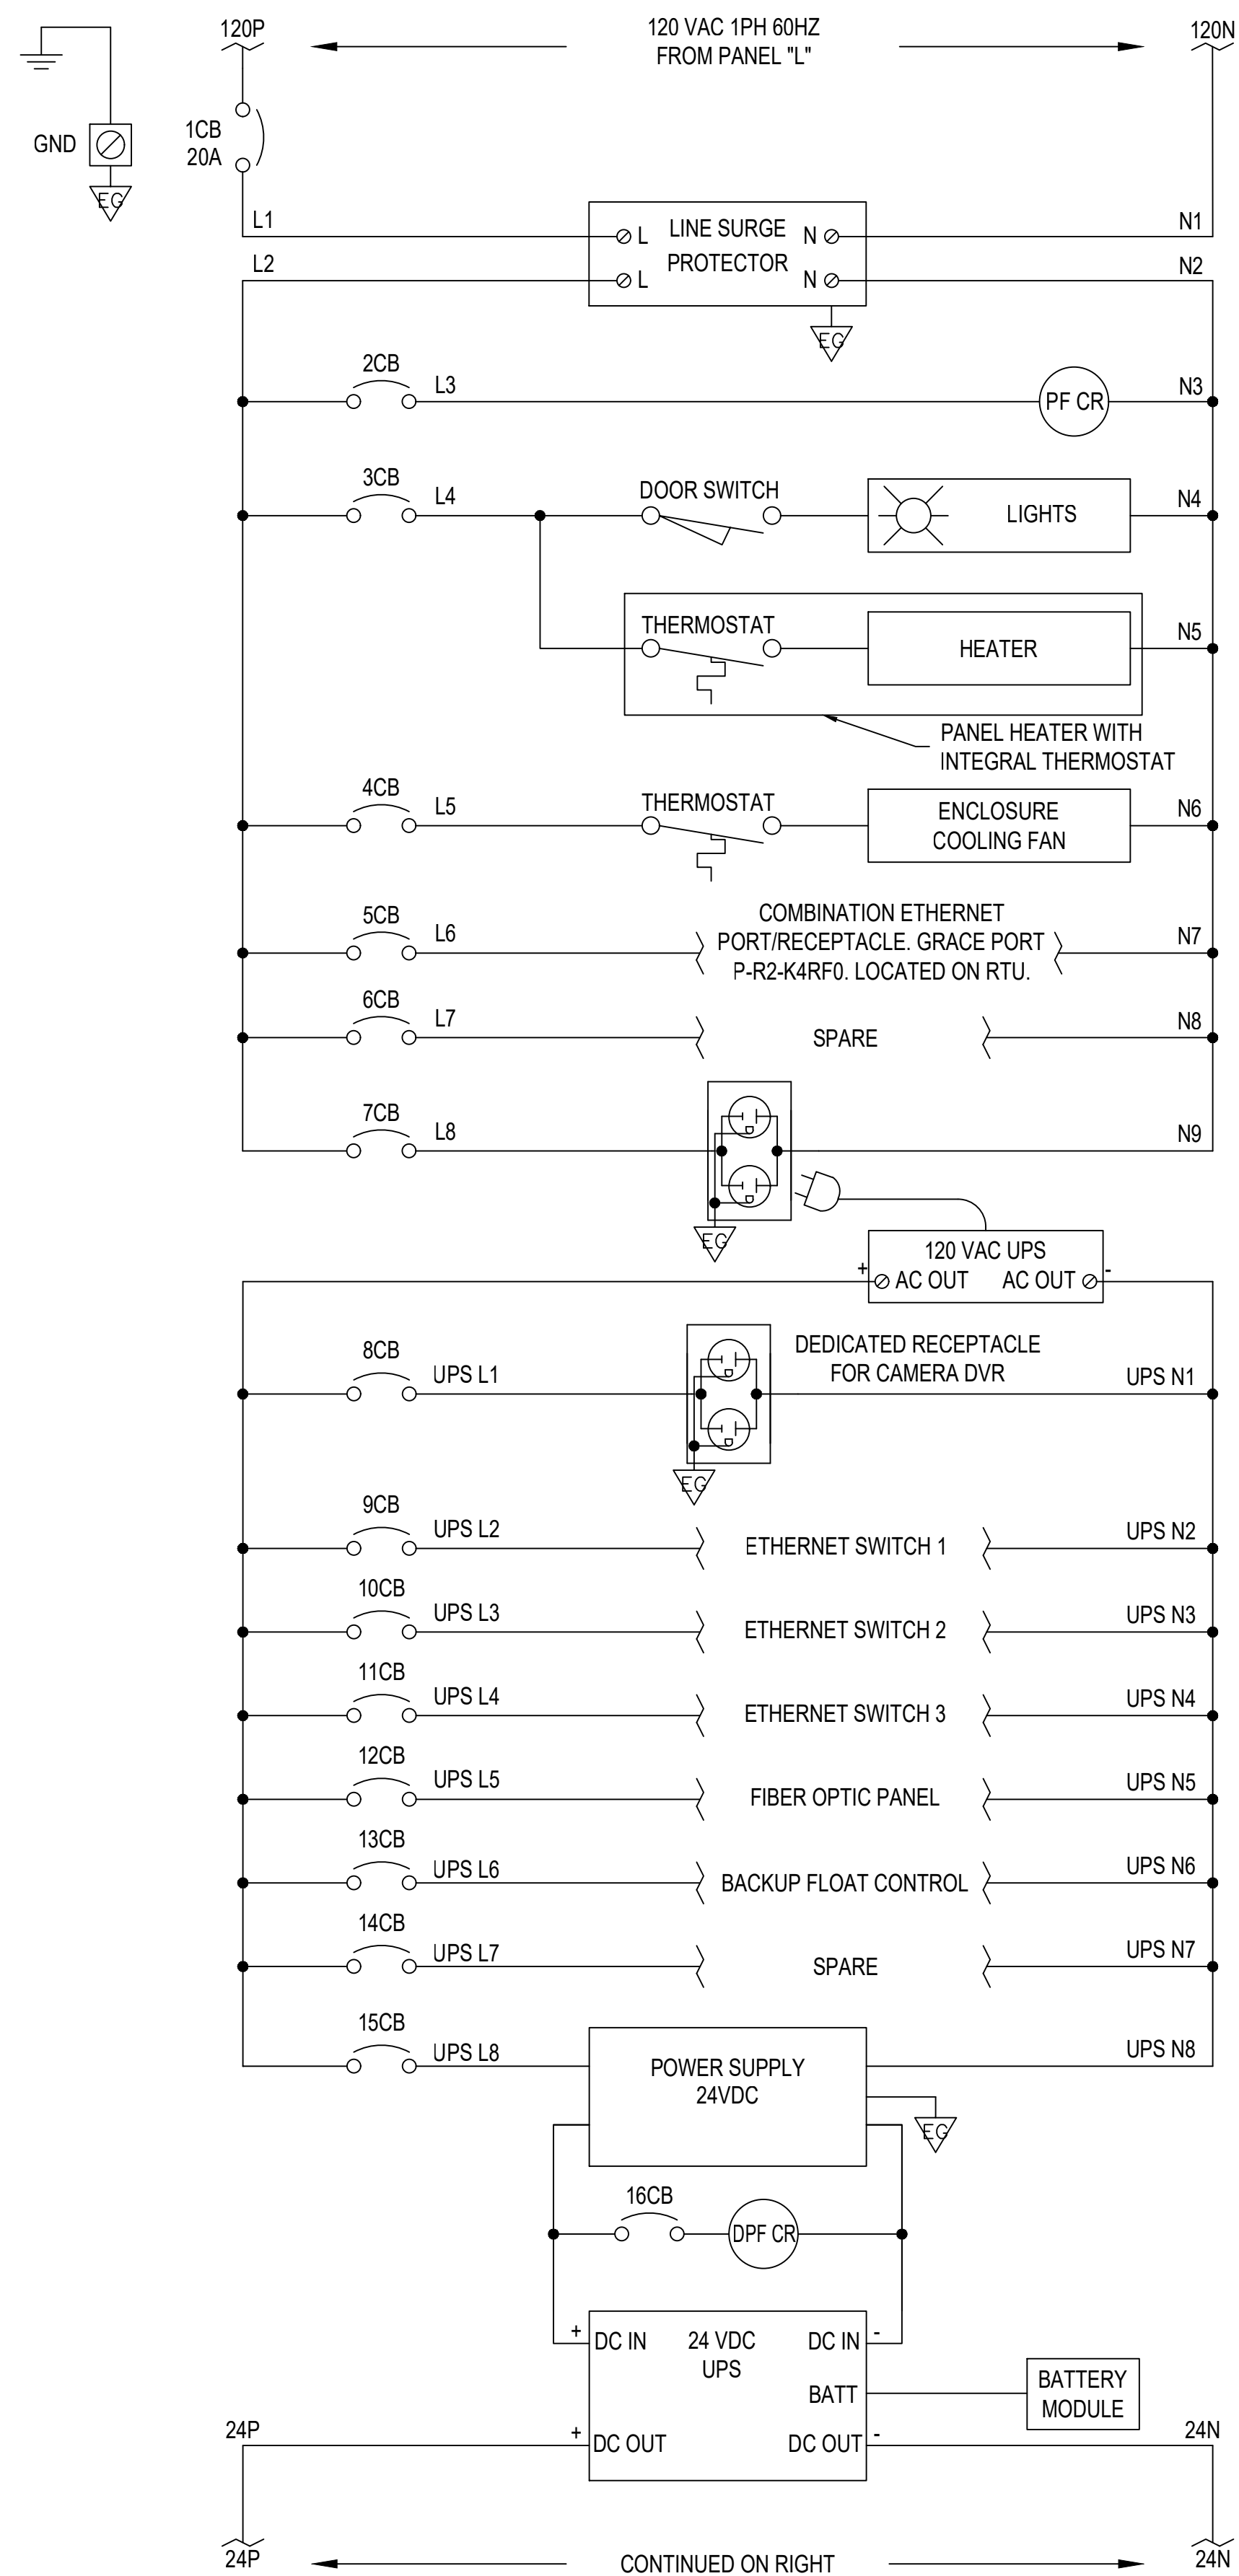 120P
120 VAC 1PH 60HZ
FROM PANEL "L"
120N
GND
EG
1CB
20A
L1
L LINE SURGE N
N1
L2
L PROTECTOR N
N2
EG
2CB
L3
PF CR
N3
3CB
L4
DOOR SWITCH
LIGHTS
N4
THERMOSTAT
HEATER
N5
PANEL HEATER WITH
INTEGRAL THERMOSTAT
4CB
L5
THERMOSTAT
ENCLOSURE
COOLING FAN
N6
5CB
L6
COMBINATION ETHERNET
PORT/RECEPTACLE. GRACE PORT
P-R2-K4RF0. LOCATED ON RTU.
N7
6CB
L7
SPARE
N8
7CB
L8
N9
EG
120 VAC UPS
+ AC OUT AC OUT -
8CB
UPS L1
DEDICATED RECEPTACLE
FOR CAMERA DVR
UPS N1
EG
9CB
UPS L2
ETHERNET SWITCH 1
UPS N2
10CB
UPS L3
ETHERNET SWITCH 2
UPS N3
11CB
UPS L4
ETHERNET SWITCH 3
UPS N4
12CB
UPS L5
FIBER OPTIC PANEL
UPS N5
13CB
UPS L6
BACKUP FLOAT CONTROL
UPS N6
14CB
UPS L7
SPARE
UPS N7
15CB
UPS L8
POWER SUPPLY
24VDC
UPS N8
EG
16CB
DPF CR
+ DC IN 24 VDC DC IN -
UPS
BATT
BATTERY
MODULE
24P
+ DC OUT DC OUT -
24N
24P
CONTINUED ON RIGHT
24N